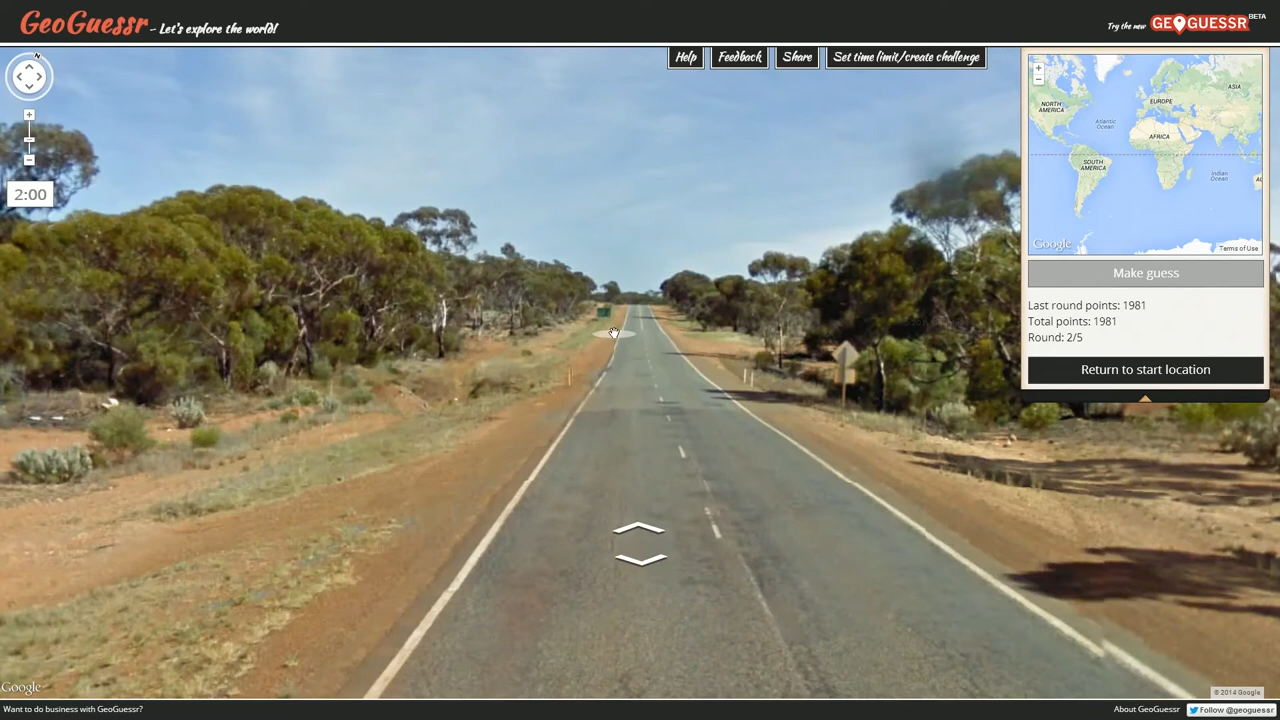 GeoGuessr - Let's explore the world!
Try the new GEOGUESSR BETA
Help Feedback Share Set time limit/create challenge
N
2:00
NORTH AMERICA
EUROPE
ASIA
Atlantic Ocean
AFRICA
SOUTH AMERICA
Indian Ocean
AU
Google Terms of Use
Make guess
Last round points: 1981
Total points: 1981
Round: 2/5
Return to start location
Google
© 2014 Google
Want to do business with GeoGuessr?
About GeoGuessr
Follow @geoguessr